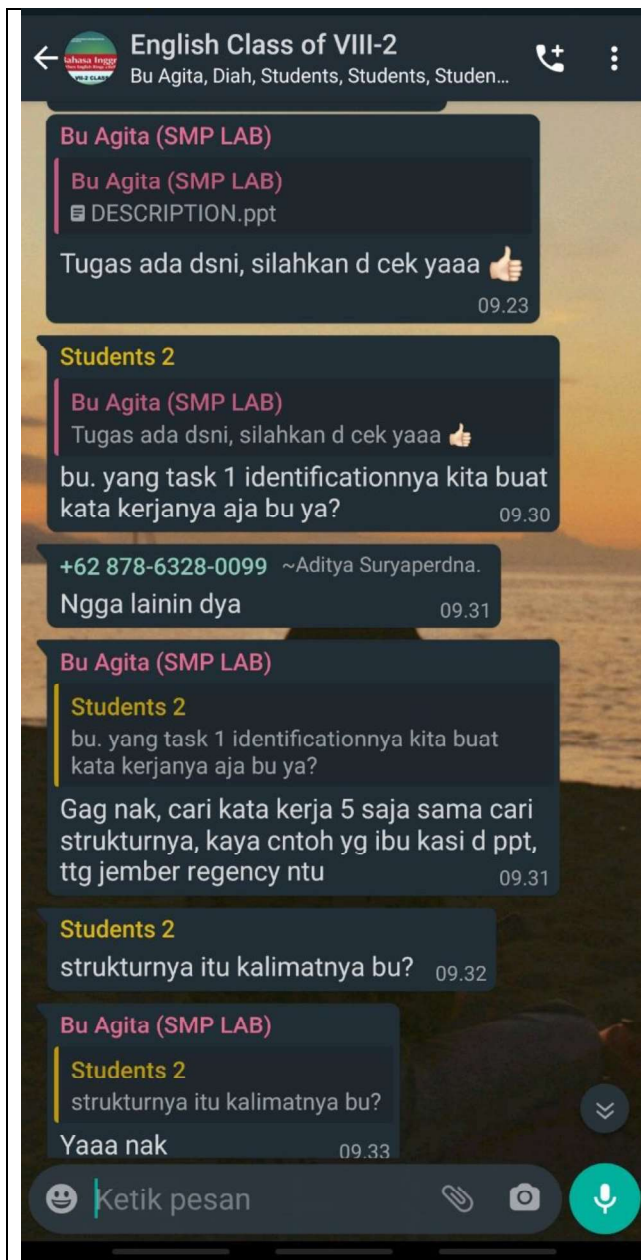 English Class of VIII-2
Bu Agita, Diah, Students, Students, Studen...
Bahasa Inggr
VII-2 CLASS
Bu Agita (SMP LAB)
Bu Agita (SMP LAB)
DESCRIPTION.ppt
Tugas ada dsni, silahkan d cek yaaa 👍🏻
09.23
Students 2
Bu Agita (SMP LAB)
Tugas ada dsni, silahkan d cek yaaa 👍🏻
bu. yang task 1 identificationnya kita buat
kata kerjanya aja bu ya?
09.30
+62 878-6328-0099 ~Aditya Suryaperdna.
Ngga lainin dya
09.31
Bu Agita (SMP LAB)
Students 2
bu. yang task 1 identificationnya kita buat
kata kerjanya aja bu ya?
Gag nak, cari kata kerja 5 saja sama cari
strukturnya, kaya cntoh yg ibu kasi d ppt,
ttg jember regency ntu
09.31
Students 2
strukturnya itu kalimatnya bu?
09.32
Bu Agita (SMP LAB)
Students 2
strukturnya itu kalimatnya bu?
Yaaa nak
09.33
Ketik pesan